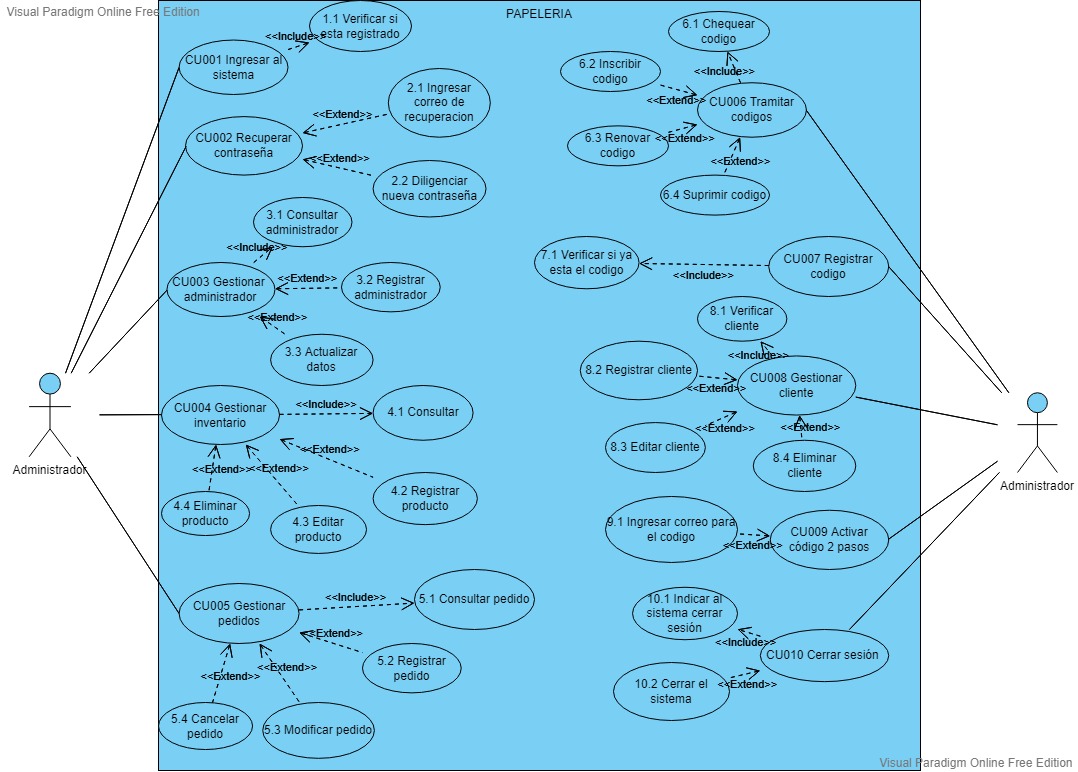 Visual Paradigm Online Free Edition
PAPELERIA
1.1 Verificar si
esta registrado
<<Include>>
CU001 Ingresar al
sistema
2.1 Ingresar
correo de
recuperacion
<<Extend>>
CU002 Recuperar
contraseña
<<Extend>>
2.2 Diligenciar
nueva contraseña
3.1 Consultar
administrador
<<Include>>
CU003 Gestionar
administrador
<<Extend>>
3.2 Registrar
administrador
<<Extend>>
3.3 Actualizar
datos
CU004 Gestionar
inventario
<<Include>>
4.1 Consultar
<<Extend>>
<<Extend>>
<<Extend>>
4.2 Registrar
producto
4.4 Eliminar
producto
4.3 Editar
producto
Administrador
CU005 Gestionar
pedidos
<<Include>>
5.1 Consultar pedido
<<Extend>>
5.2 Registrar
pedido
<<Extend>>
<<Extend>>
5.4 Cancelar
pedido
5.3 Modificar pedido
6.1 Chequear
codigo
<<Include>>
6.2 Inscribir
codigo
<<Extend>>
CU006 Tramitar
codigos
6.3 Renovar
codigo
<<Extend>>
<<Extend>>
6.4 Suprimir codigo
7.1 Verificar si ya
esta el codigo
<<Include>>
CU007 Registrar
codigo
8.1 Verificar
cliente
<<Include>>
8.2 Registrar cliente
<<Extend>>
CU008 Gestionar
cliente
<<Extend>>
<<Extend>>
8.3 Editar cliente
8.4 Eliminar
cliente
Administrador
9.1 Ingresar correo para
el codigo
<<Extend>>
CU009 Activar
código 2 pasos
10.1 Indicar al
sistema cerrar
sesión
<<Include>>
CU010 Cerrar sesión
10.2 Cerrar el
sistema
<<Extend>>
Visual Paradigm Online Free Edition